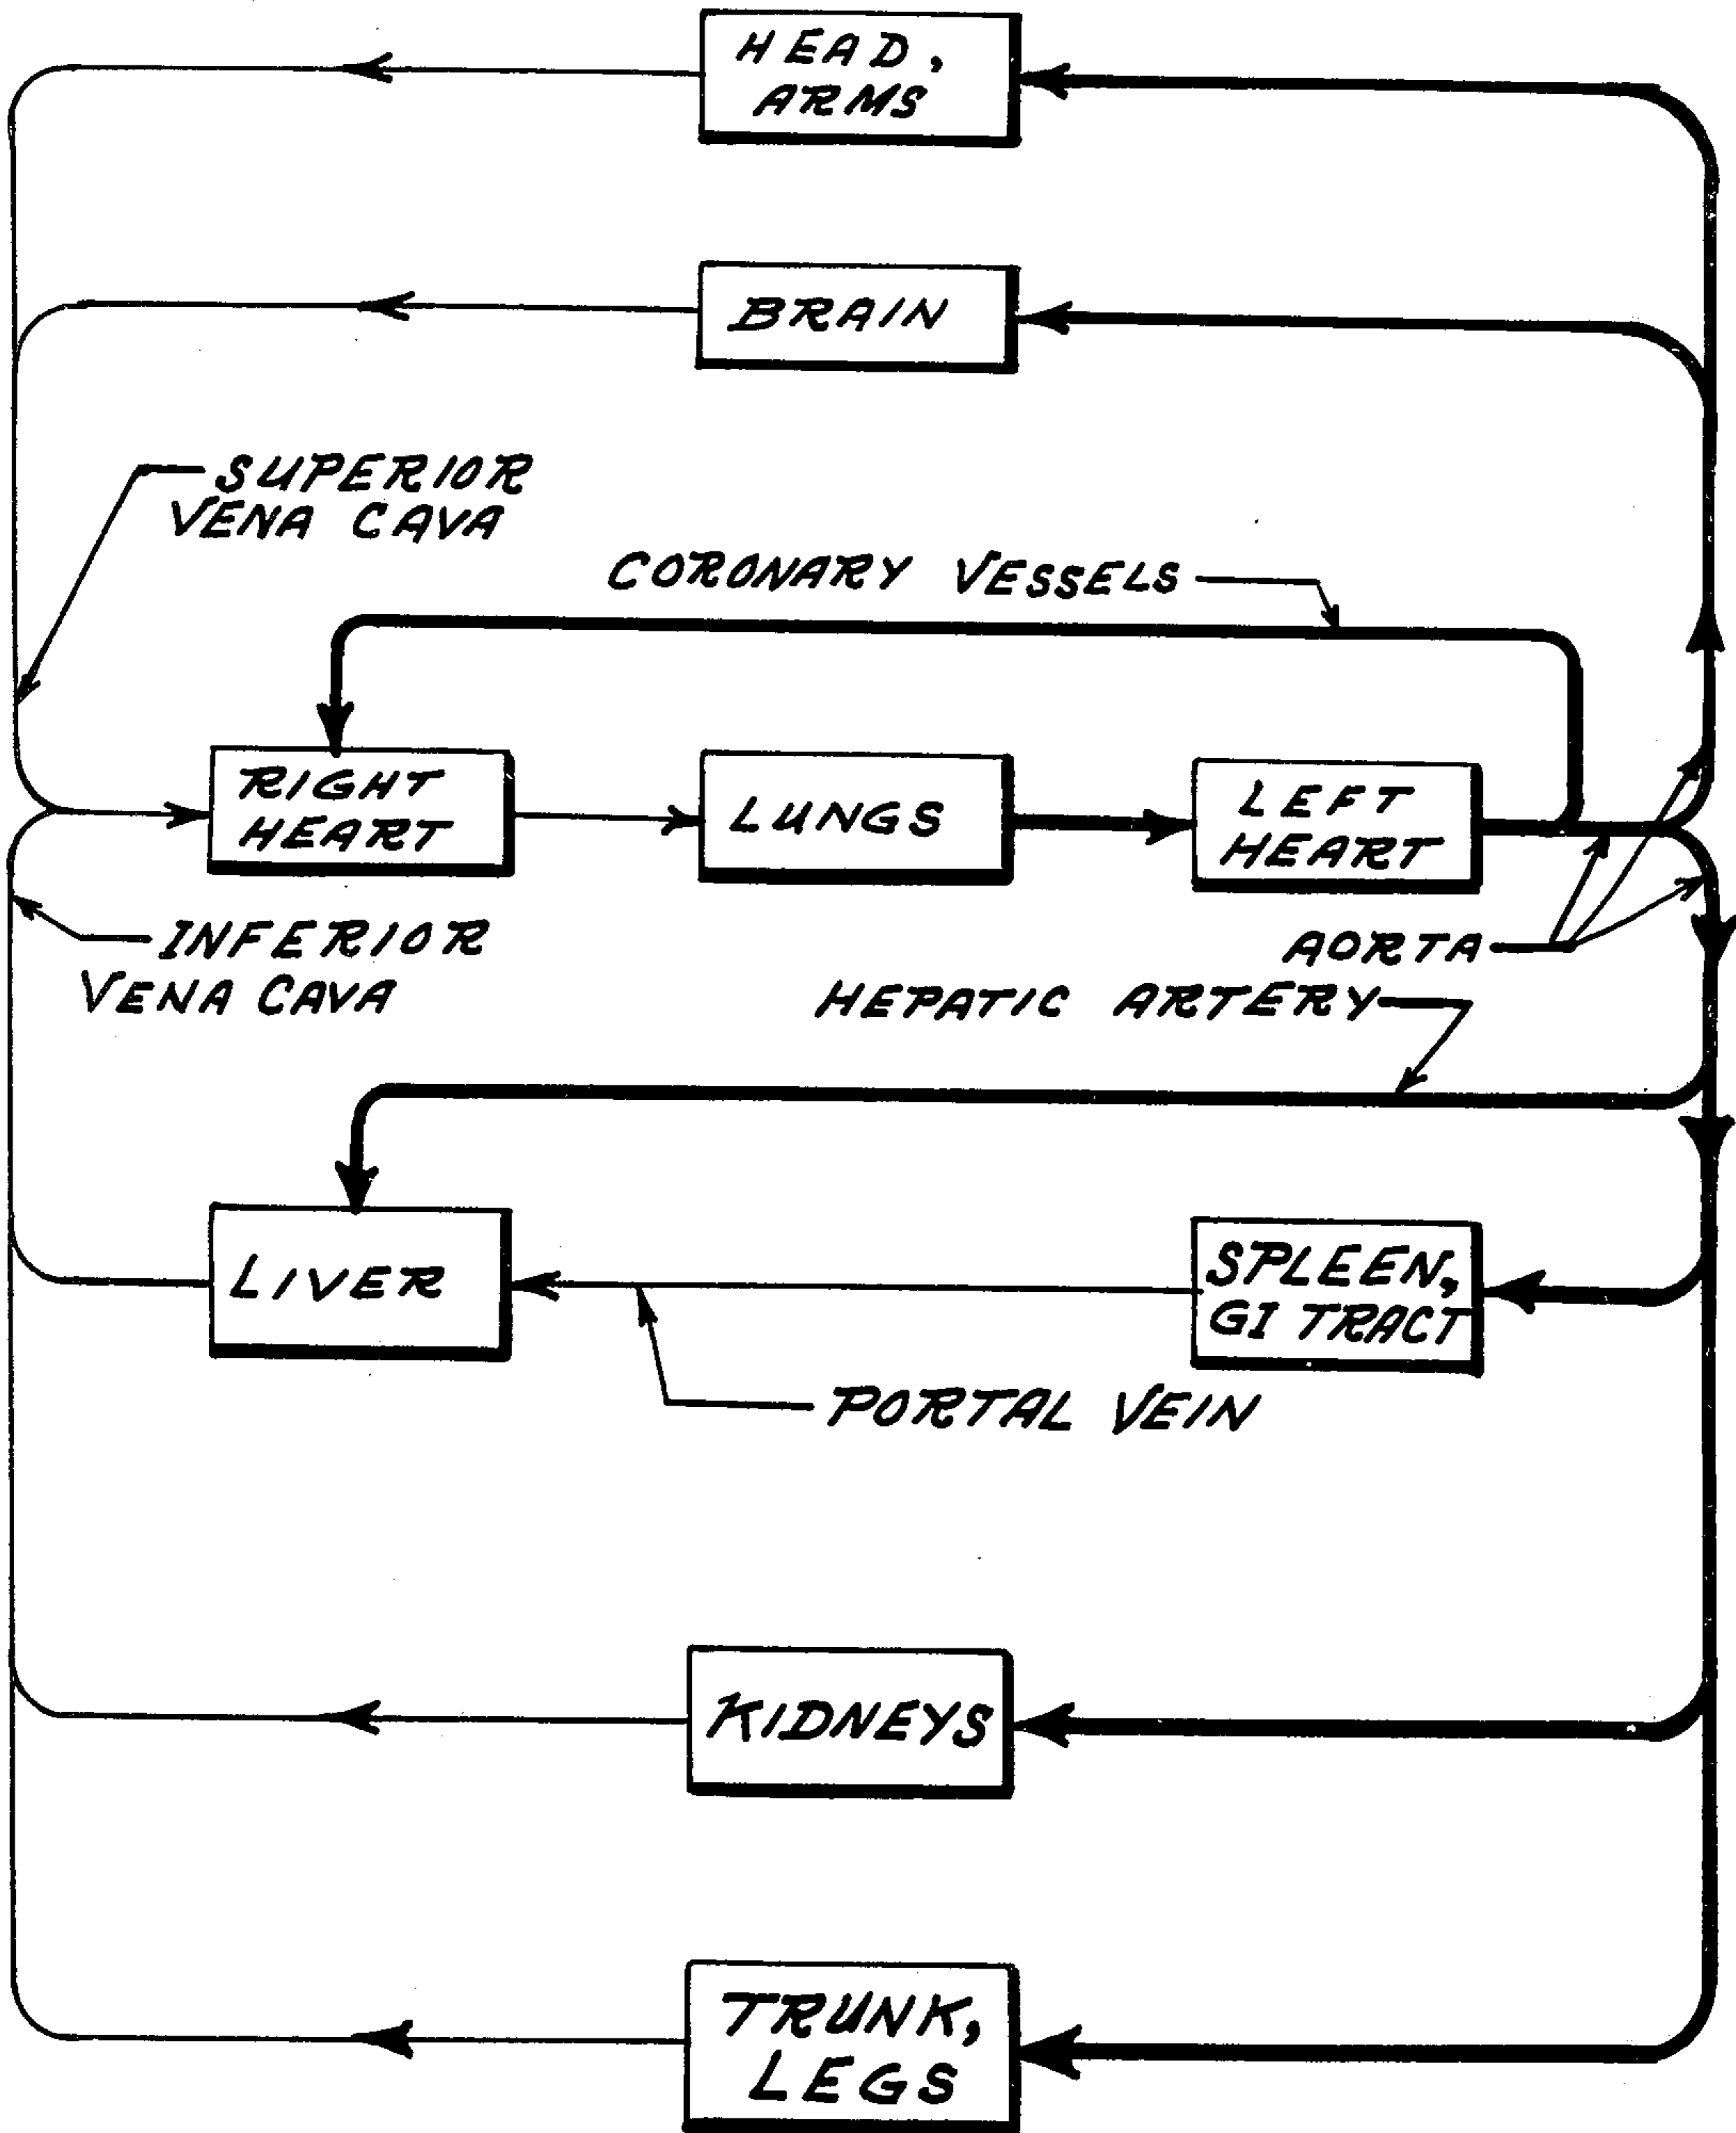 HEAD,
ARMS
BRAIN
SUPERIOR
VENA CAVA
CORONARY VESSELS
RIGHT
HEART
LUNGS
LEFT
HEART
INFERIOR
VENA CAVA
AORTA
HEPATIC ARTERY
LIVER
SPLEEN,
GI TRACT
PORTAL VEIN
KIDNEYS
TRUNK,
LEGS